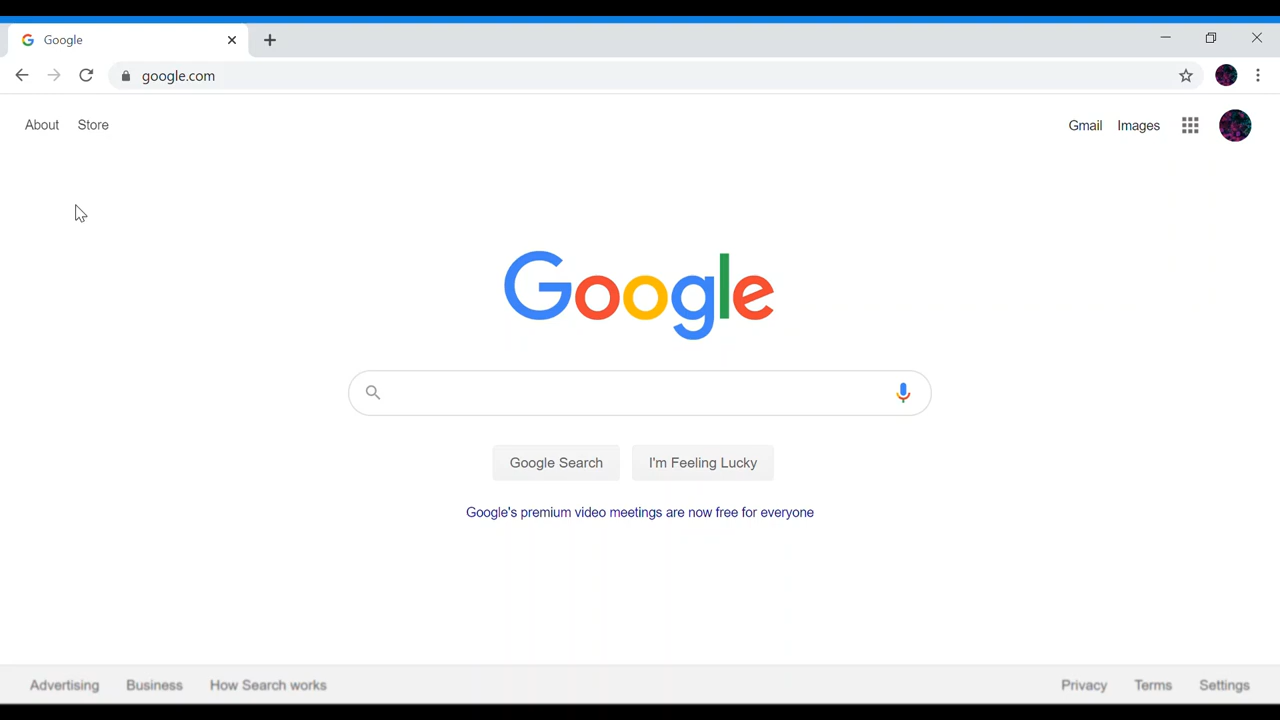 Google
google.com
About Store Gmail Images
Google
Google Search I'm Feeling Lucky
Google's premium video meetings are now free for everyone
Advertising Business How Search works Privacy Terms Settings